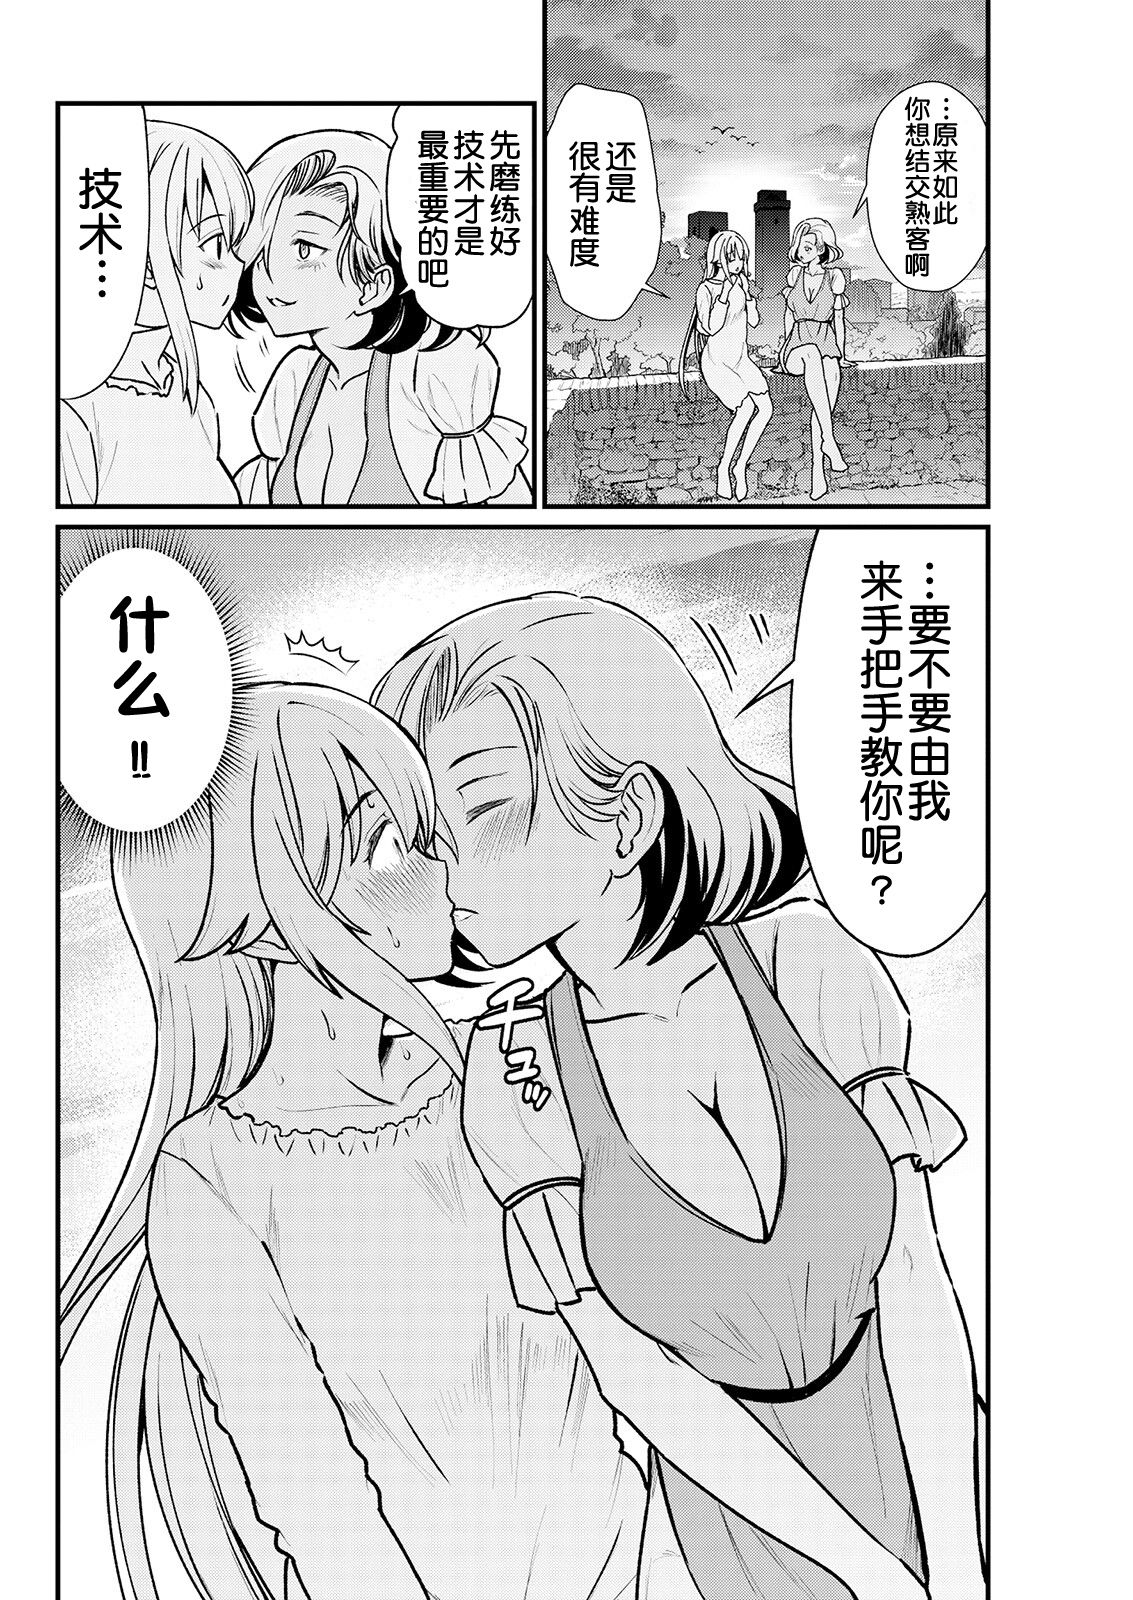 …原来如此
你想结交熟客啊
还是
很有难度
先磨练好
技术才是
最重要的吧
技术…
…要不要由我
来手把手教你呢？
什么!!
チュッ